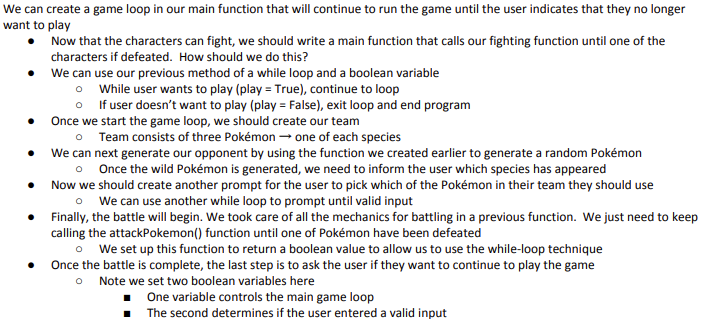 We can create a game loop in our main function that will continue to run the game until the user indicates that they no longer
want to play
● Now that the characters can fight, we should write a main function that calls our fighting function until one of the
characters if defeated. How should we do this?
● We can use our previous method of a while loop and a boolean variable
○ While user wants to play (play = True), continue to loop
○ If user doesn't want to play (play = False), exit loop and end program
● Once we start the game loop, we should create our team
○ Team consists of three Pokémon → one of each species
● We can next generate our opponent by using the function we created earlier to generate a random Pokémon
○ Once the wild Pokémon is generated, we need to inform the user which species has appeared
● Now we should create another prompt for the user to pick which of the Pokémon in their team they should use
○ We can use another while loop to prompt until valid input
● Finally, the battle will begin. We took care of all the mechanics for battling in a previous function. We just need to keep
calling the attackPokemon() function until one of Pokémon have been defeated
○ We set up this function to return a boolean value to allow us to use the while-loop technique
● Once the battle is complete, the last step is to ask the user if they want to continue to play the game
○ Note we set two boolean variables here
■ One variable controls the main game loop
■ The second determines if the user entered a valid input